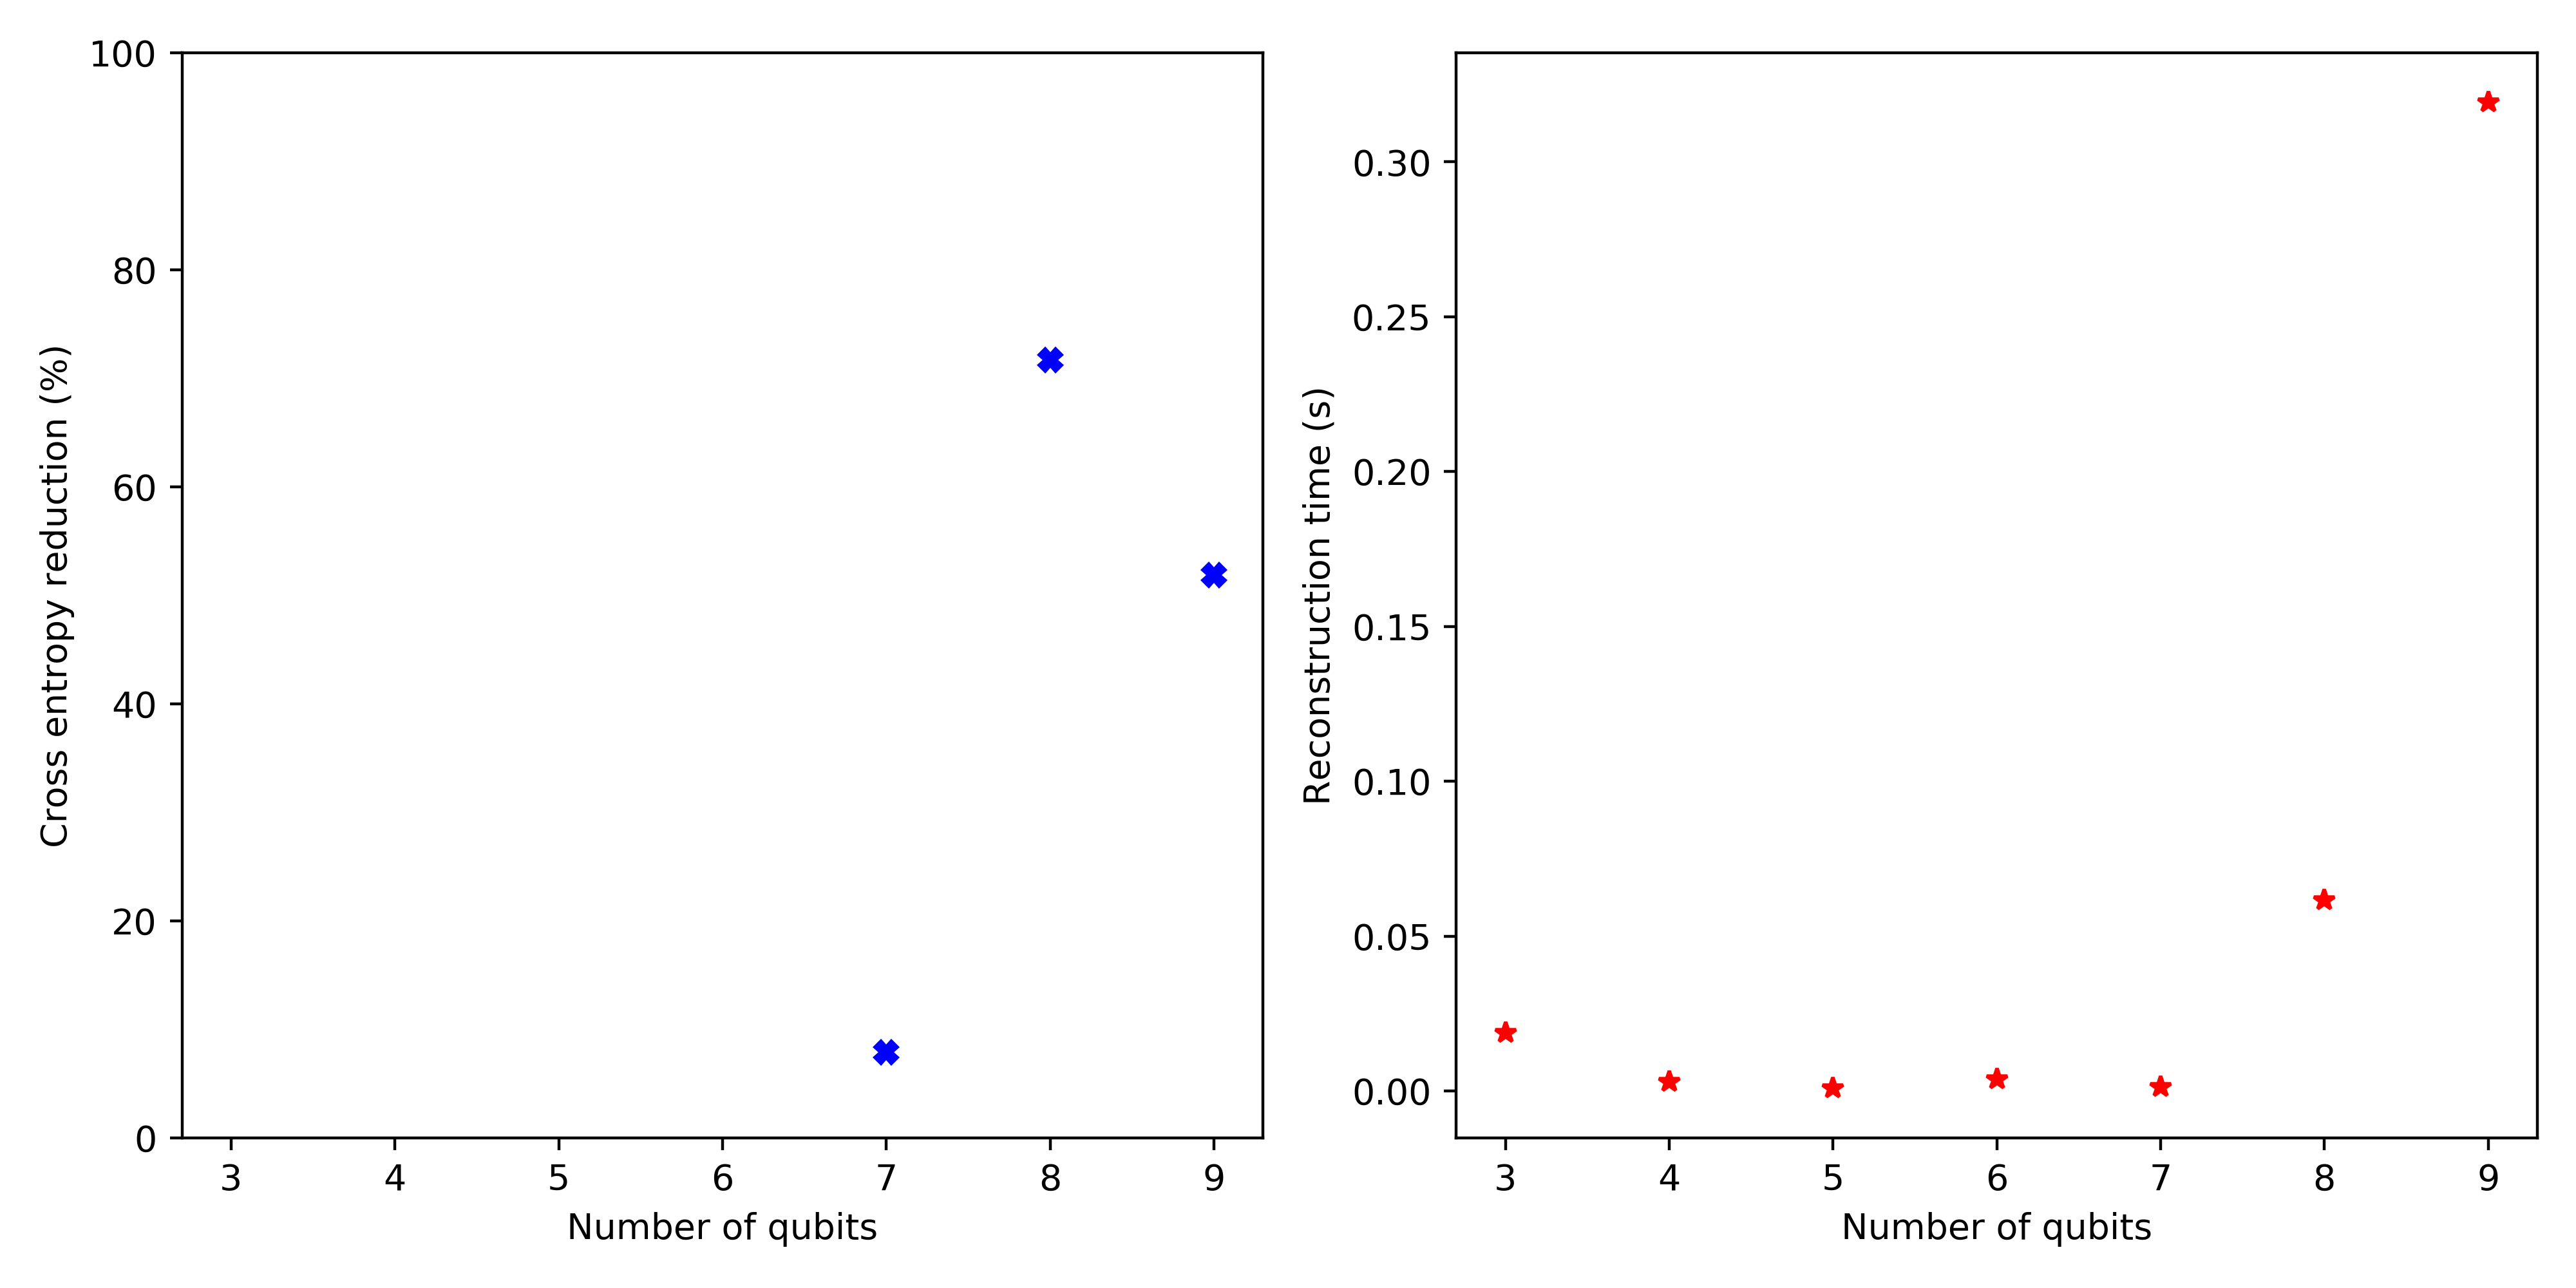 100
80
60
40
20
0
Cross entropy reduction (%)
3 4 5 6 7 8 9
Number of qubits
0.30
0.25
0.20
0.15
0.10
0.05
0.00
Reconstruction time (s)
3 4 5 6 7 8 9
Number of qubits